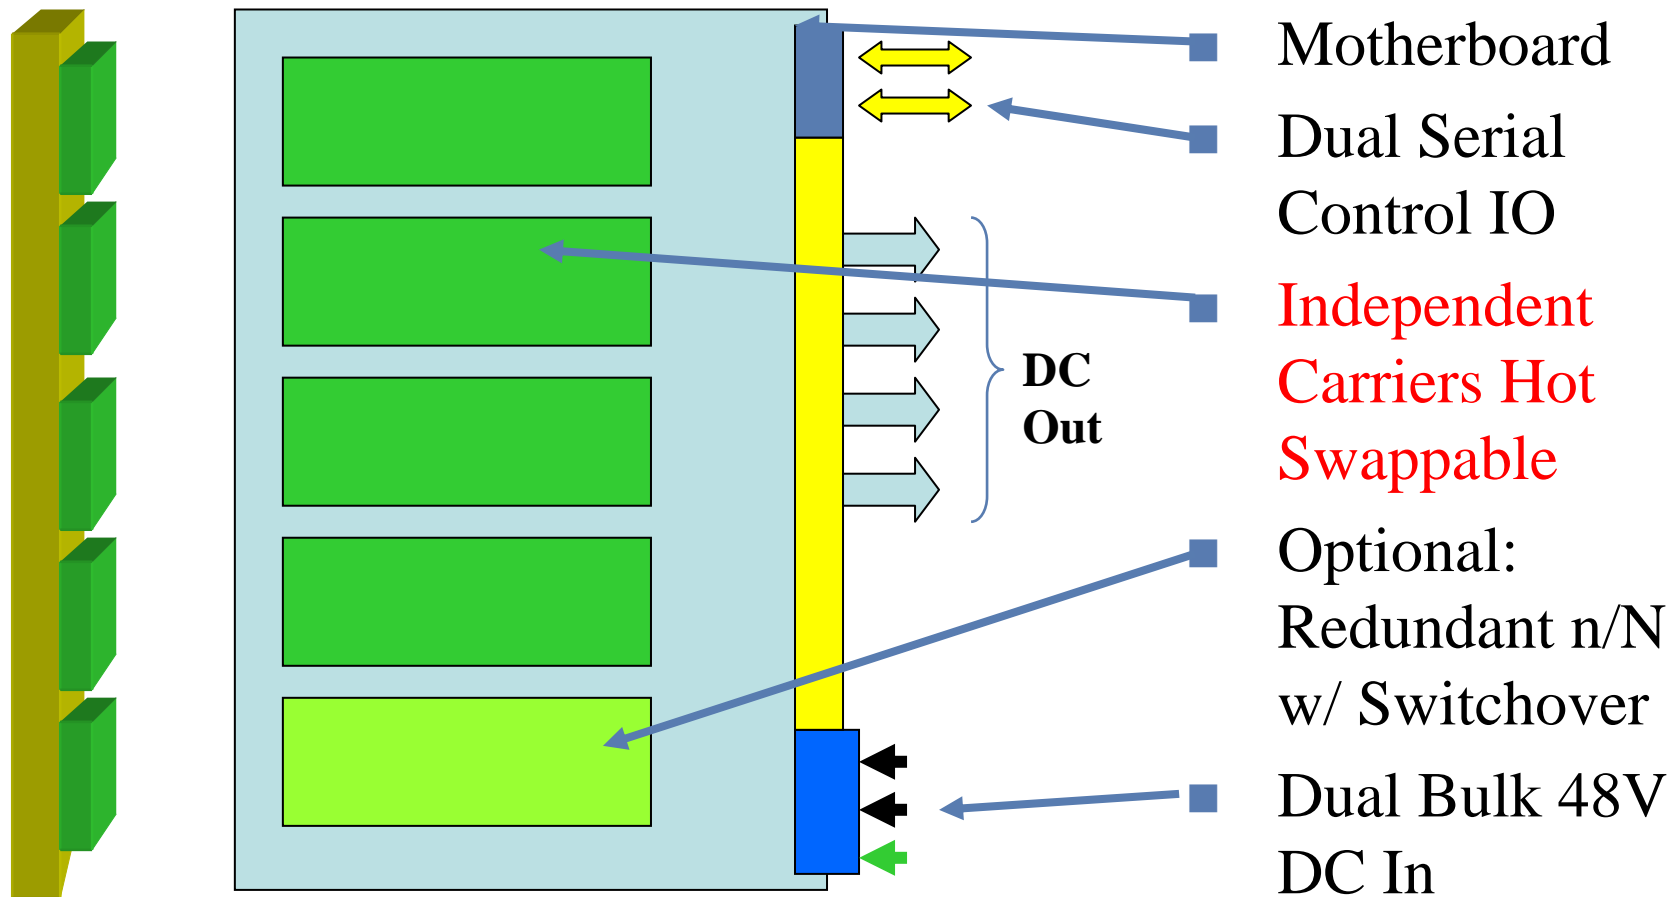 Motherboard
Dual Serial
Control IO
Independent
Carriers Hot
Swappable
DC
Out
Optional:
Redundant n/N
w/ Switchover
Dual Bulk 48V
DC In